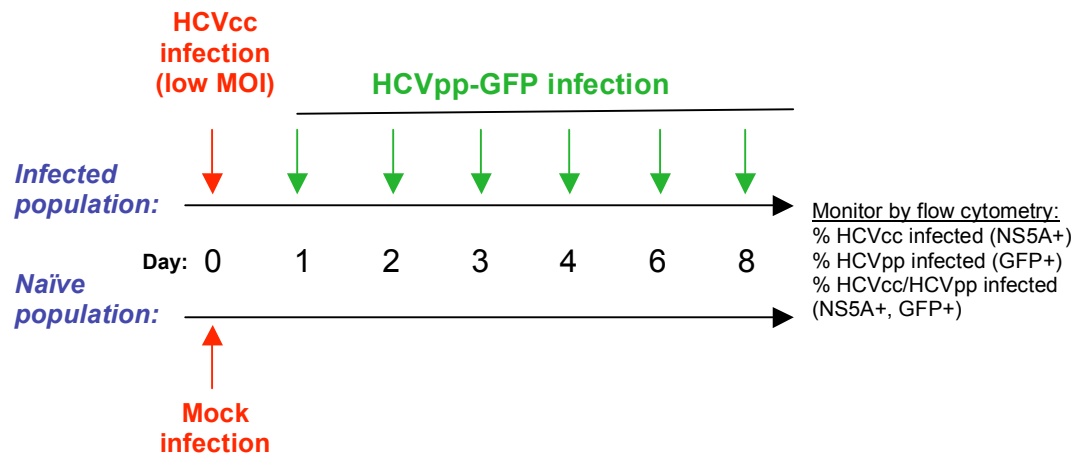 HCVcc
infection
(low MOI)
HCVpp-GFP infection
Infected
population:
Day: 0 1 2 3 4 6 8
Naïve
population:
Monitor by flow cytometry:
% HCVcc infected (NS5A+)
% HCVpp infected (GFP+)
% HCVcc/HCVpp infected
(NS5A+, GFP+)
Mock
infection